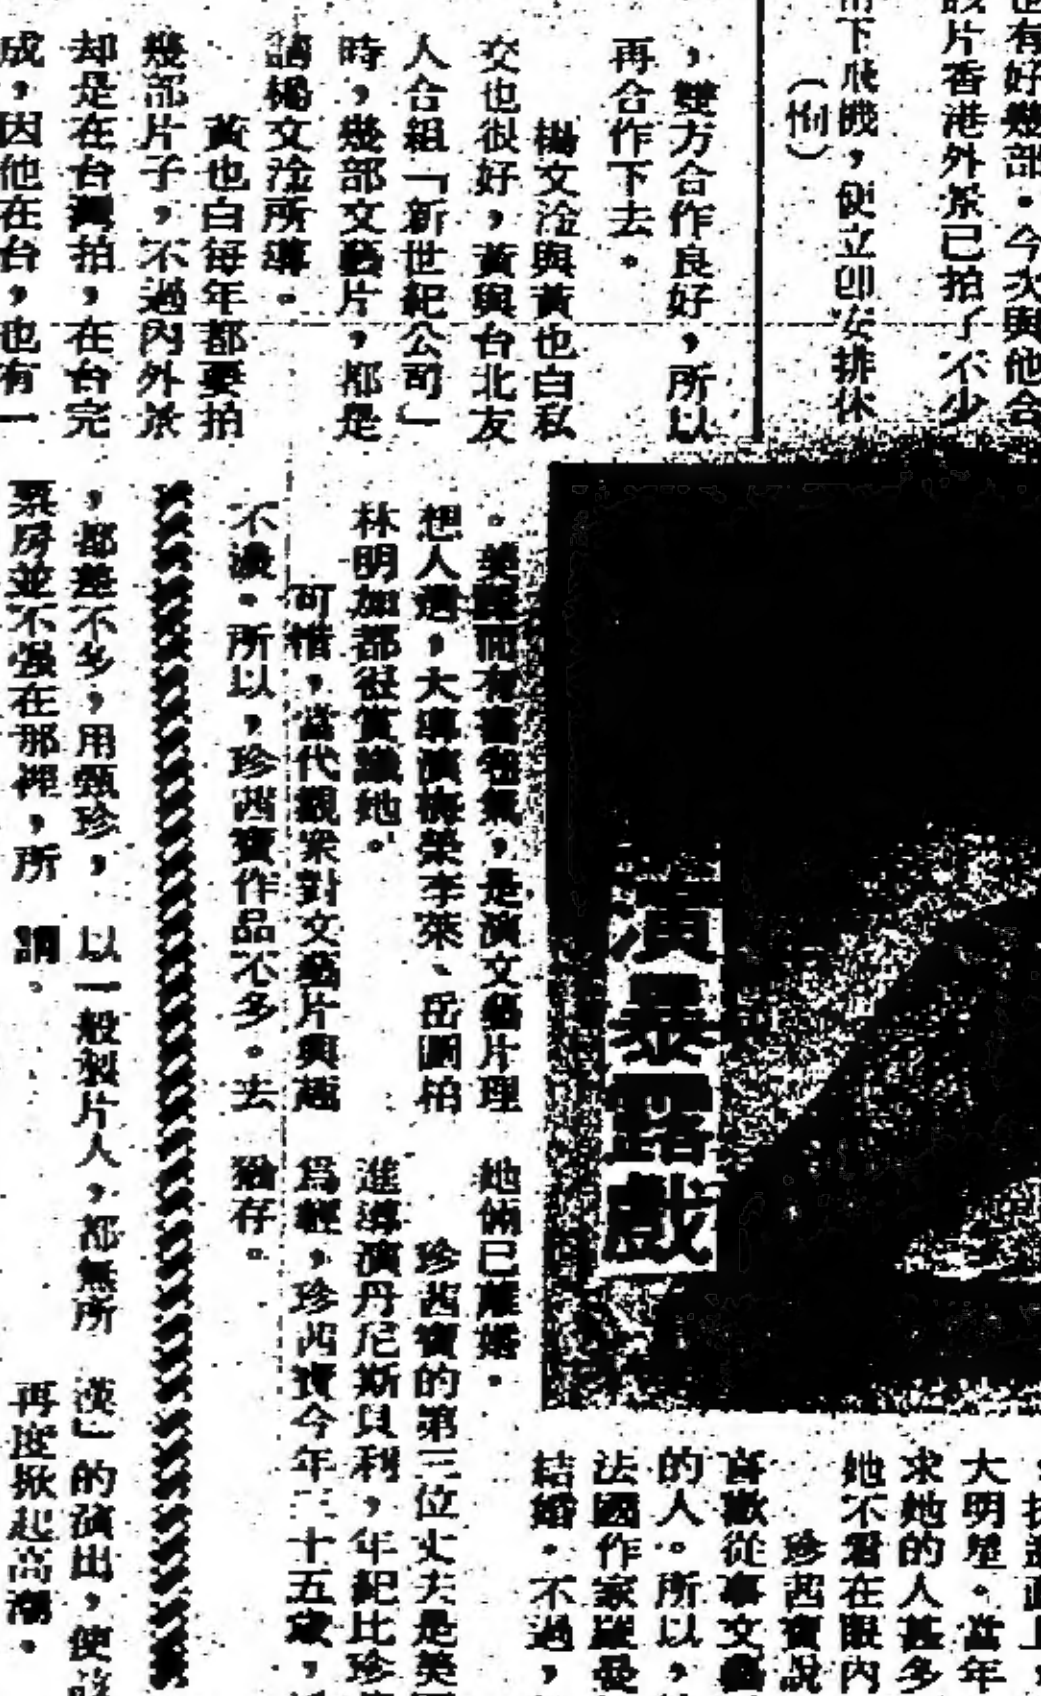 也有好幾部。今次與他合
片香港外景已拍了不少
下飛機，便立即安排休
，雙方合作良好，所以
再合作下去。
楊文淦與黃也白私
交也很好，黃與台北友
人合組「新世紀公司」
時，幾部文藝片，都是
請楊文淦所導。
黃也白每年都要拍
幾部片子，不過內外景
却是在台灣拍，在台完
成，因他在台，也有一
演暴露戲
。美麗而有書卷氣，是演文藝片理
想人選，大導演梅榮李萊、岳圖柏
林明如都很賞識她。
可惜，當代觀眾對文藝片興趣
不濃。所以，珍茜寶作品不多。去
，都差不多，用甄珍，
票房並不強在那裡，所
以一般製片人，都無所
謂。
大明星。當年
求她的人甚多
她不看在眼內
珍茜寶說
喜歡從事文藝
的人。所以，
法國作家羅曼
結婚。不過，
她倆已離婚。
珍茜寶的第三位丈夫是美
進導演丹尼斯貝利，年紀比珍
爲輕，珍茜寶今年三十五歲，
猶存。
漢」的演出，使
再度掀起高潮。